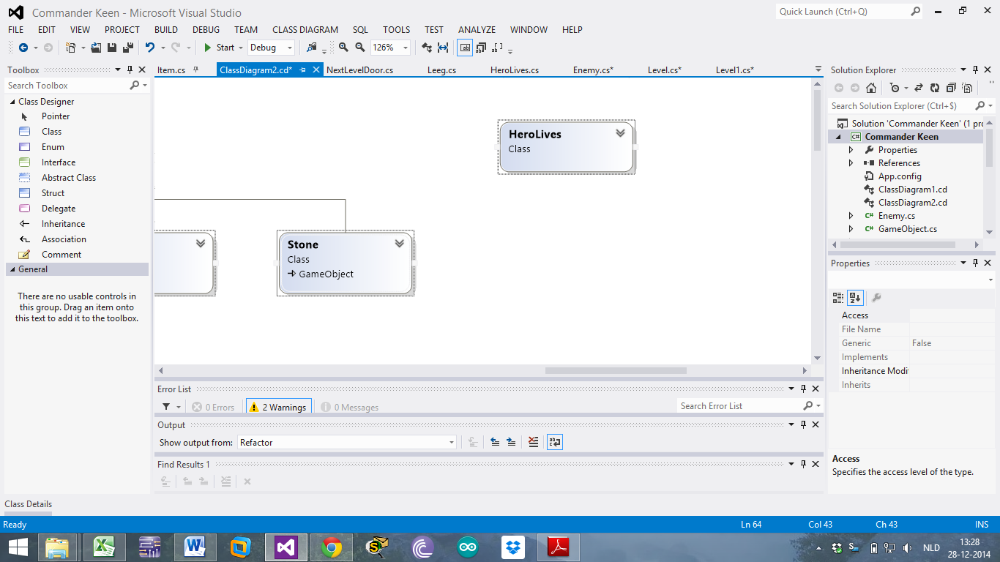 Commander Keen - Microsoft Visual Studio
Quick Launch (Ctrl+Q)
FILE EDIT VIEW PROJECT BUILD DEBUG TEAM CLASS DIAGRAM SQL TOOLS TEST ANALYZE WINDOW HELP
Start Debug 126%
Toolbox
Search Toolbox
Class Designer
Pointer
Class
Enum
Interface
Abstract Class
Struct
Delegate
Inheritance
Association
Comment
General
There are no usable controls in
this group. Drag an item onto
this text to add it to the toolbox.
Item.cs ClassDiagram2.cd* NextLevelDoor.cs Leeg.cs HeroLives.cs Enemy.cs* Level.cs* Level1.cs*
HeroLives
Class
Stone
Class
GameObject
Error List
0 Errors 2 Warnings 0 Messages Search Error List
Output
Show output from: Refactor
Find Results 1
Solution Explorer
Search Solution Explorer (Ctrl+$)
Solution 'Commander Keen' (1 pro
C# Commander Keen
Properties
References
App.config
ClassDiagram1.cd
ClassDiagram2.cd
C# Enemy.cs
C# GameObject.cs
Properties
Access
File Name
Generic False
Implements
Inheritance Modi
Inherits
Access
Specifies the access level of the type.
Class Details
Ready Ln 64 Col 43 Ch 43 INS
NLD
13:28
28-12-2014